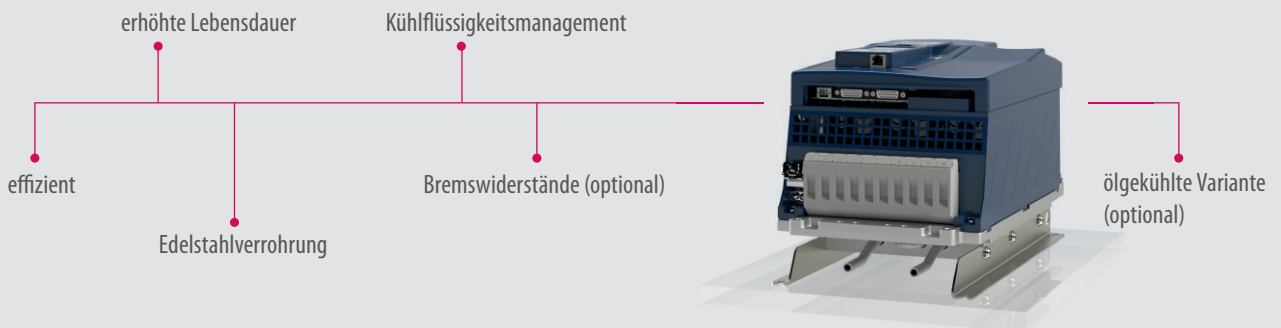 erhöhte Lebensdauer
Kühlflüssigkeitsmanagement
effizient
Bremswiderstände (optional)
ölgekühlte Variante
(optional)
Edelstahlverrohrung